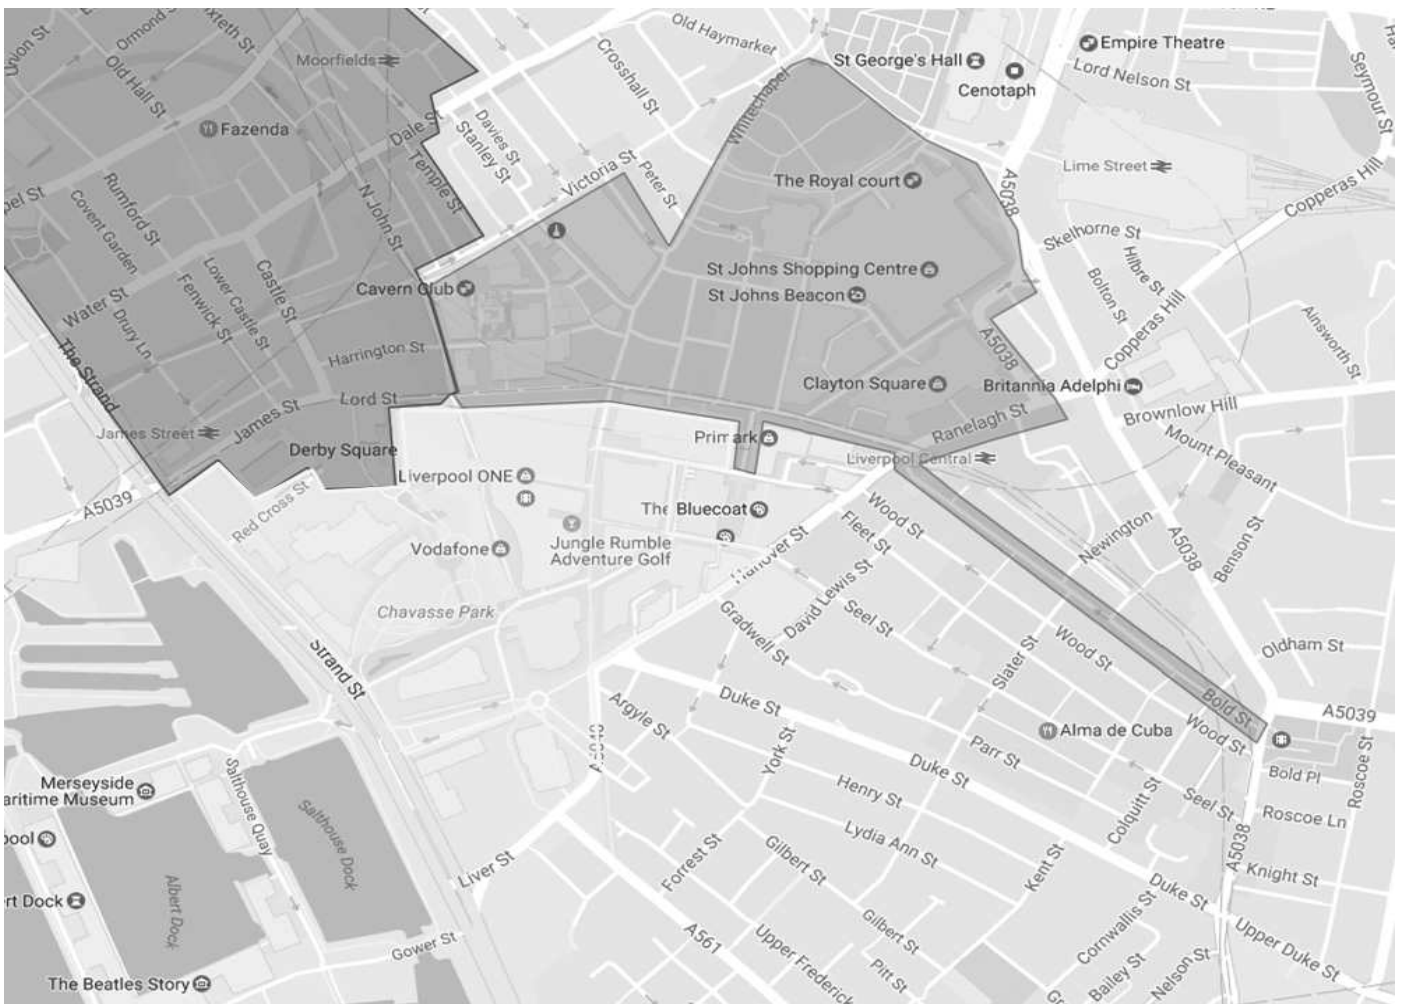 Union St
Ormond St
Old Hall St
Moorfields
Fazenda
Old Haymarket
Crosshall St
Davies St
Stanley St
Dale St
Temple St
Victoria St
Peter St
Whitechapel
St George's Hall
Cenotaph
Empire Theatre
Lord Nelson St
Seymour St
Lime Street
Copperas Hill
A5038
Skelhorne St
Hilbre St
Bolton St
Copperas Hill
Ainsworth St
The Royal court
St Johns Shopping Centre
St Johns Beacon
Clayton Square
A5038
Britannia Adelphi
Brownlow Hill
Mount Pleasant
Ranelagh St
Liverpool Central
Primark
Rumford St
Covent Garden
N John St
Water St
Drury Ln
Fenwick St
Lower Castle St
Castle St
Cavern Club
Harrington St
Lord St
The Strand
James Street
James St
Derby Square
A5039
Red Cross St
Liverpool ONE
Vodafone
Jungle Rumble
Adventure Golf
The Bluecoat
Hanover St
Chavasse Park
Strand St
Wood St
Fleet St
David Lewis St
Seel St
Gradwell St
Newington
A5038
Benson St
Slater St
Wood St
Bold St
Wood St
Oldham St
A5039
Roscoe St
Bold Pl
Roscoe Ln
Knight St
A5038
Argyle St
Duke St
York St
Alma de Cuba
Parr St
Duke St
Henry St
Lydia Ann St
Colquitt St
Seel St
Kent St
Duke St
Upper Duke St
Gilbert St
Forrest St
Gilbert St
Cornwallis St
Bailey St
Nelson St
Pitt St
Upper Frederick
A561
Liver St
Gower St
Merseyside
aritime Museum
Salthouse Quay
Salthouse Dock
Albert Dock
pool
rt Dock
The Beatles Story